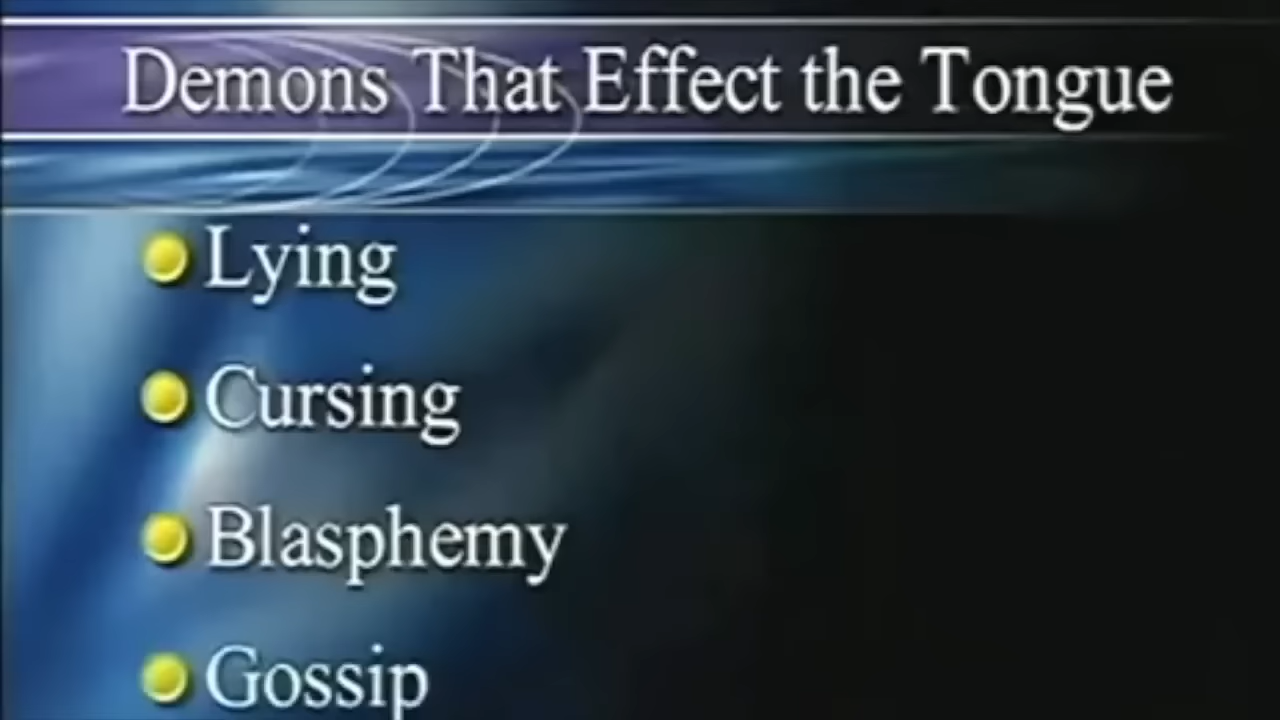 Demons That Effect the Tongue
Lying
Cursing
Blasphemy
Gossip